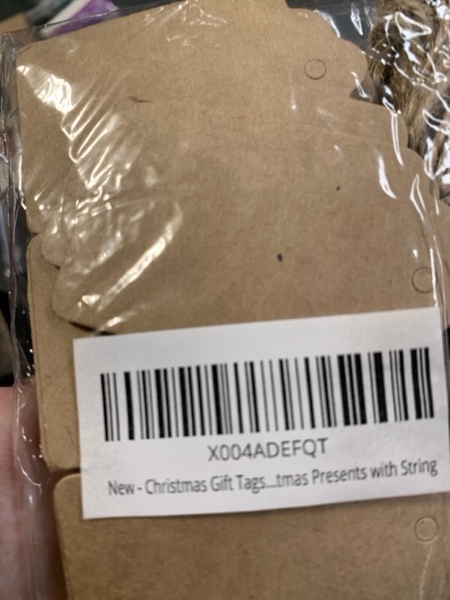 X004ADEFQT
New - Christmas Gift Tags...tmas Presents with String